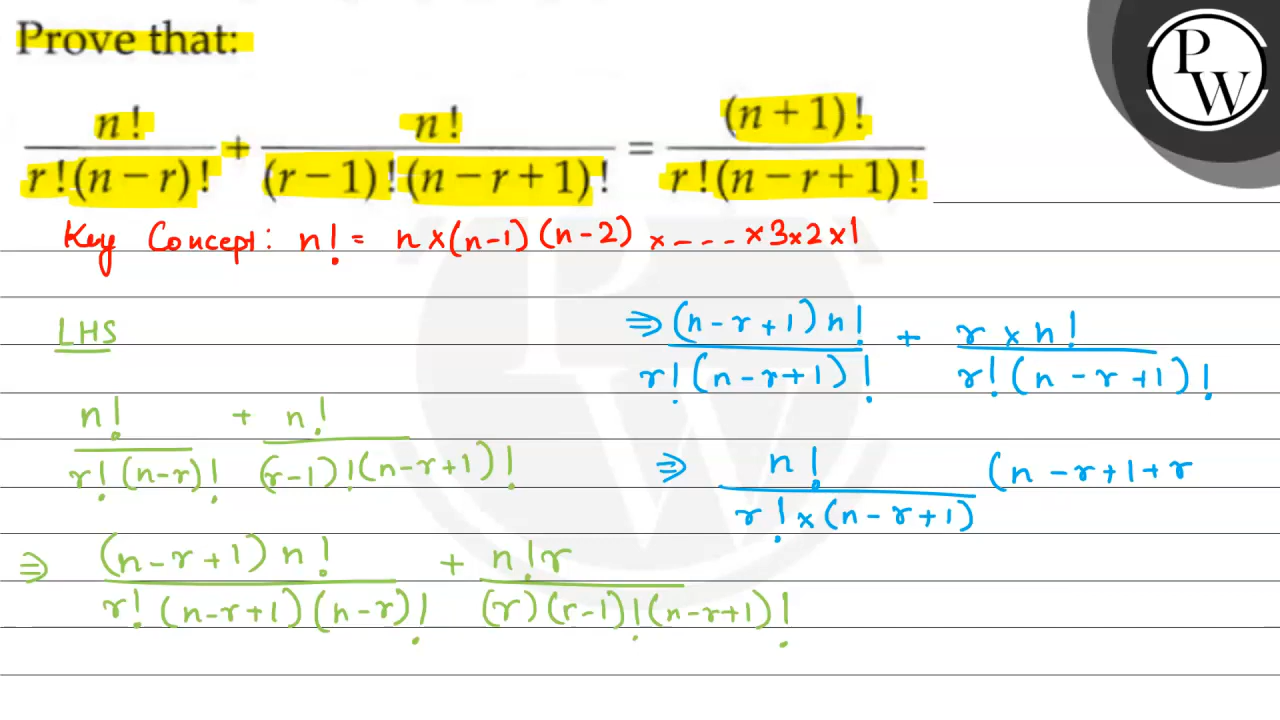 Prove that:
n!/(r!(n−r)!) + n!/((r−1)!(n−r+1)!) = (n+1)!/(r!(n−r+1)!)
Key Concept: n! = n×(n-1)(n-2)×----×3×2×1
LHS
n!/(r!(n-r)!) + n!/((r-1)!(n-r+1)!)
⇒ (n-r+1)n!/(r!(n-r+1)(n-r)!) + n!r/((r)(r-1)!(n-r+1)!)
⇒ (n-r+1)n!/(r!(n-r+1)!) + r×n!/(r!(n-r+1)!)
⇒ n!/(r!×(n-r+1)) (n-r+1+r
PW